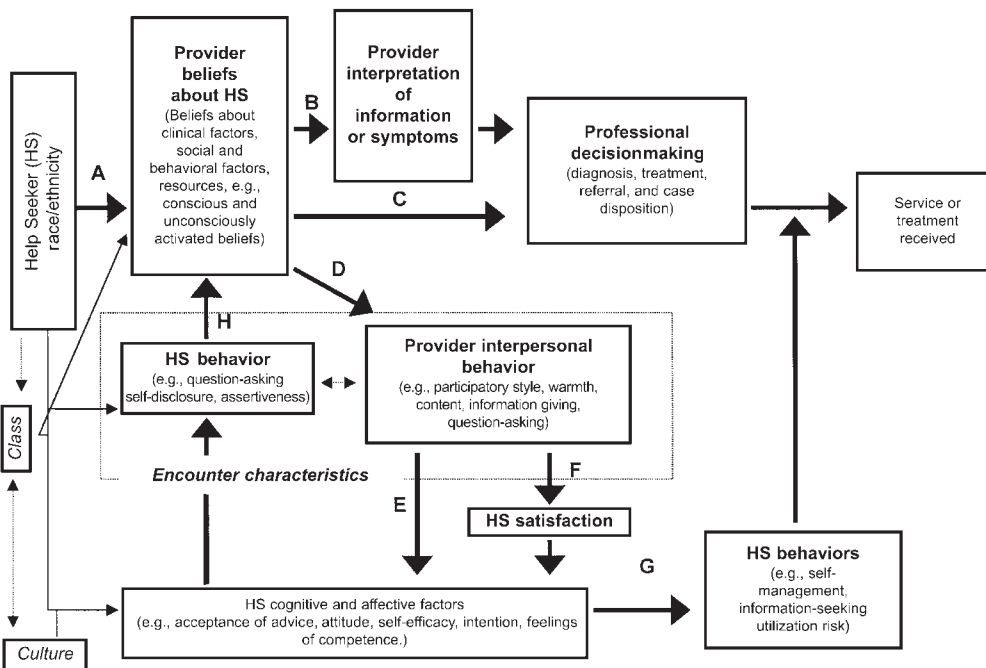 Help Seeker (HS)
race/ethnicity
A
Provider
beliefs
about HS
(Beliefs about
clinical factors,
social and
behavioral factors,
resources, e.g.,
conscious and
unconsciously
activated beliefs)
B
Provider
interpretation
of
information
or symptoms
C
Professional
decisionmaking
(diagnosis, treatment,
referral, and case
disposition)
Service or
treatment
received
D
H
HS behavior
(e.g., question-asking
self-disclosure, assertiveness)
Provider interpersonal
behavior
(e.g., participatory style, warmth,
content, information giving,
question-asking)
Class
Encounter characteristics
E
F
HS satisfaction
G
HS behaviors
(e.g., self-
management,
information-seeking
utilization risk)
HS cognitive and affective factors
(e.g., acceptance of advice, attitude, self-efficacy, intention, feelings
of competence.)
Culture